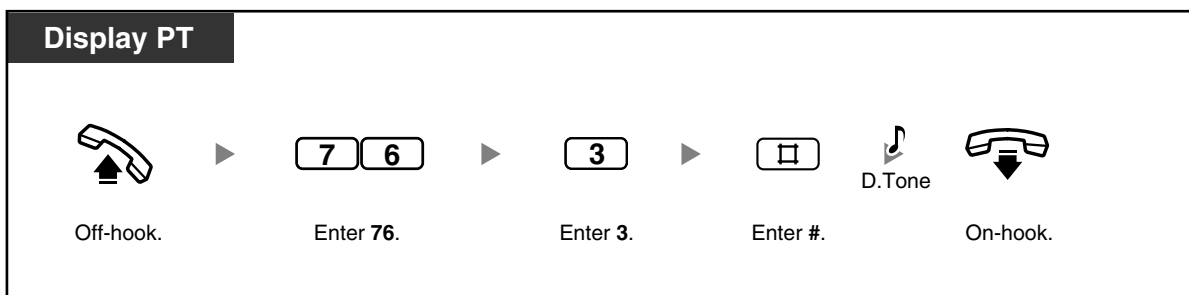 Display PT
7 6 3 #
D.Tone
Off-hook. Enter 76. Enter 3. Enter #. On-hook.